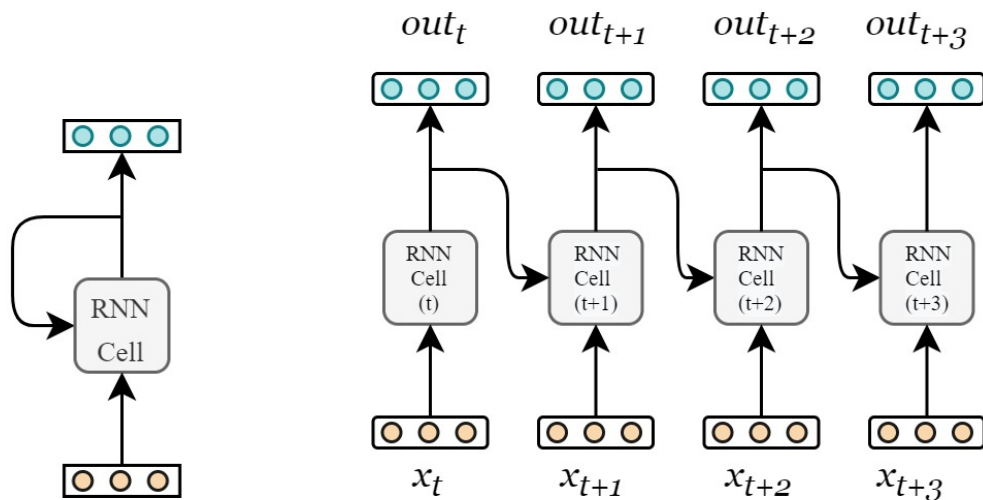 out_t out_{t+1} out_{t+2} out_{t+3}
RNN
Cell
RNN
Cell
(t)
RNN
Cell
(t+1)
RNN
Cell
(t+2)
RNN
Cell
(t+3)
x_t x_{t+1} x_{t+2} x_{t+3}